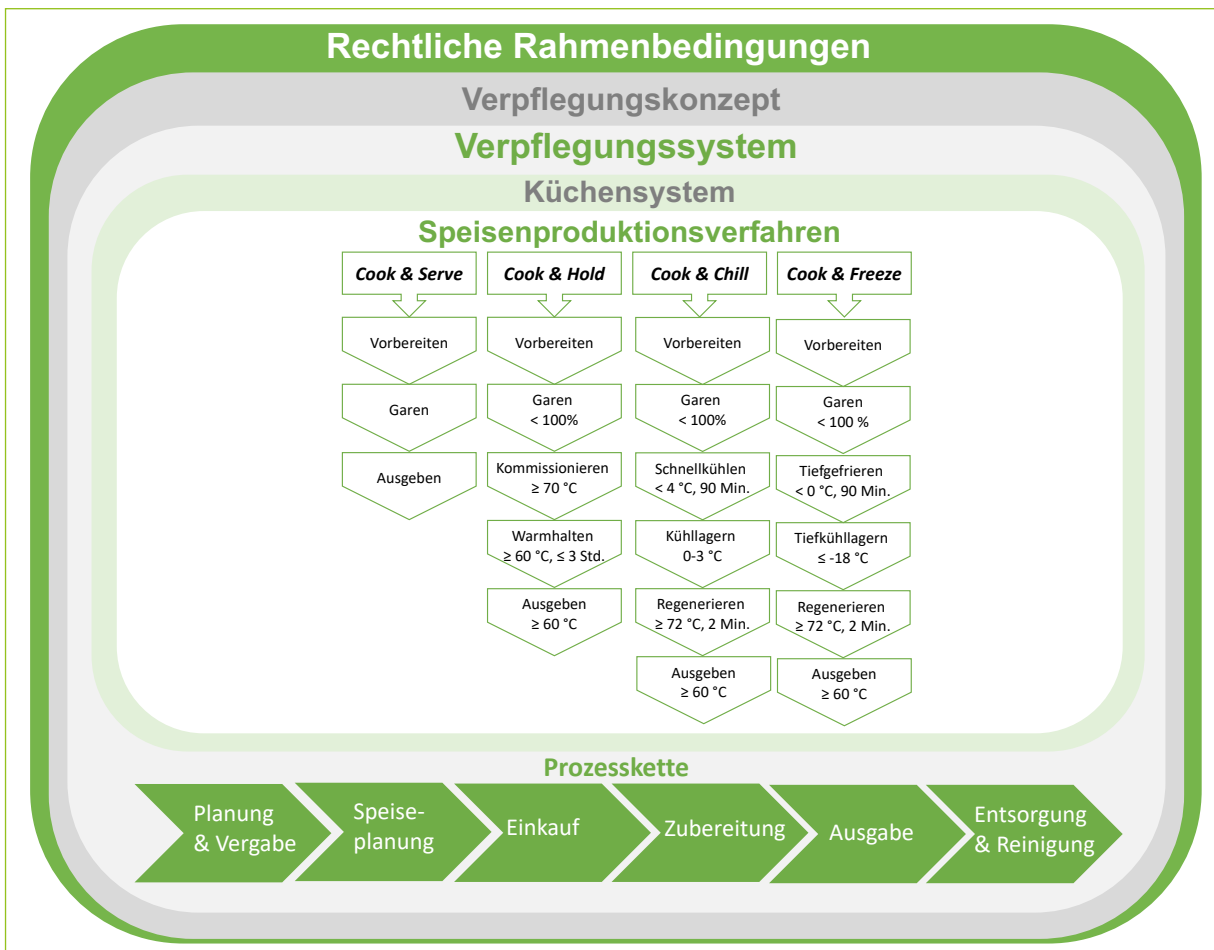 Rechtliche Rahmenbedingungen
Verpflegungskonzept
Verpflegungssystem
Küchensystem
Speisenproduktionsverfahren
Cook & Serve
Vorbereiten
Garen
Ausgeben
Cook & Hold
Vorbereiten
Garen
< 100%
Kommissionieren
≥ 70 °C
Warmhalten
≥ 60 °C, ≤ 3 Std.
Ausgeben
≥ 60 °C
Cook & Chill
Vorbereiten
Garen
< 100%
Schnellkühlen
< 4 °C, 90 Min.
Kühllagern
0-3 °C
Regenerieren
≥ 72 °C, 2 Min.
Ausgeben
≥ 60 °C
Cook & Freeze
Vorbereiten
Garen
< 100 %
Tiefgefrieren
< 0 °C, 90 Min.
Tiefkühllagern
≤ -18 °C
Regenerieren
≥ 72 °C, 2 Min.
Ausgeben
≥ 60 °C
Prozesskette
Planung
& Vergabe
Speise-
planung
Einkauf
Zubereitung
Ausgabe
Entsorgung
& Reinigung